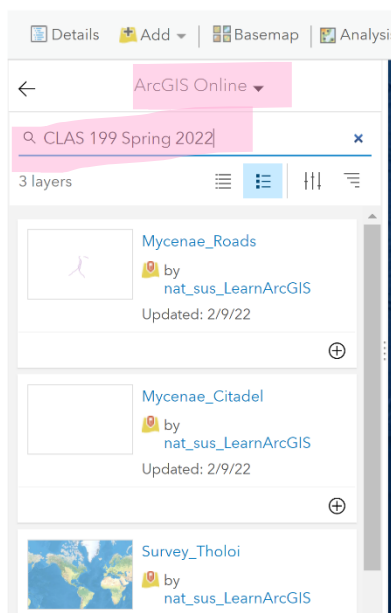 Details Add Basemap Analysi
ArcGIS Online
CLAS 199 Spring 2022
3 layers
Mycenae_Roads
by
nat_sus_LearnArcGIS
Updated: 2/9/22
Mycenae_Citadel
by
nat_sus_LearnArcGIS
Updated: 2/9/22
Survey_Tholoi
by
nat_sus_LearnArcGIS